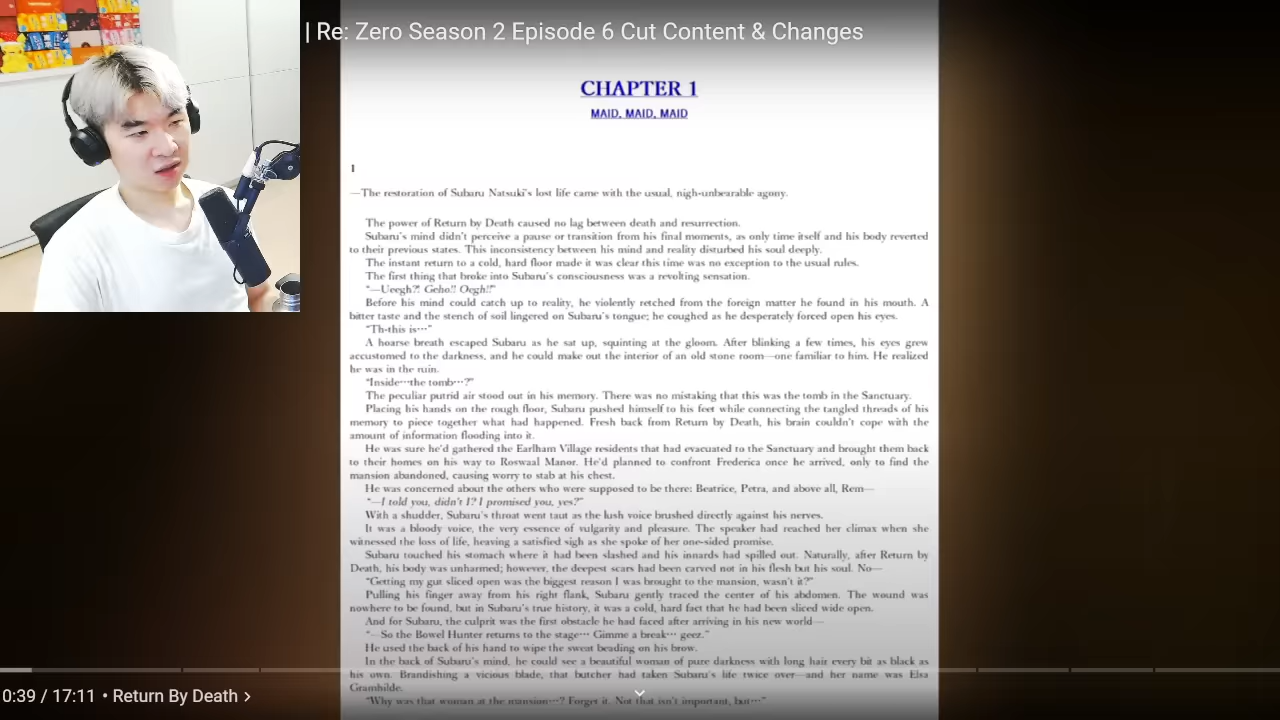 | Re: Zero Season 2 Episode 6 Cut Content & Changes
CHAPTER 1
MAID, MAID, MAID
1
—The restoration of Subaru Natsuki's lost life came with the usual, nigh-unbearable agony.
The power of Return by Death caused no lag between death and resurrection.
Subaru's mind didn't perceive a pause or transition from his final moments, as only time itself and his body reverted
to their previous states. This inconsistency between his mind and reality disturbed his soul deeply.
The instant return to a cold, hard floor made it was clear this time was no exception to the usual rules.
The first thing that broke into Subaru's consciousness was a revolting sensation.
"—Ueegh?! Geho!! Oegh!!"
Before his mind could catch up to reality, he violently retched from the foreign matter he found in his mouth. A
bitter taste and the stench of soil lingered on Subaru's tongue; he coughed as he desperately forced open his eyes.
"Th-this is…"
A hoarse breath escaped Subaru as he sat up, squinting at the gloom. After blinking a few times, his eyes grew
accustomed to the darkness, and he could make out the interior of an old stone room—one familiar to him. He realized
he was in the ruin.
"Inside…the tomb…?"
The peculiar putrid air stood out in his memory. There was no mistaking that this was the tomb in the Sanctuary.
Placing his hands on the rough floor, Subaru pushed himself to his feet while connecting the tangled threads of his
memory to piece together what had happened. Fresh back from Return by Death, his brain couldn't cope with the
amount of information flooding into it.
He was sure he'd gathered the Earlham Village residents that had evacuated to the Sanctuary and brought them back
to their homes on his way to Roswaal Manor. He'd planned to confront Frederica once he arrived, only to find the
mansion abandoned, causing worry to stab at his chest.
He was concerned about the others who were supposed to be there: Beatrice, Petra, and above all, Rem—
"—I told you, didn't I? I promised you, yes?"
With a shudder, Subaru's throat went taut as the lush voice brushed directly against his nerves.
It was a bloody voice, the very essence of vulgarity and pleasure. The speaker had reached her climax when she
witnessed the loss of life, heaving a satisfied sigh as she spoke of her one-sided promise.
Subaru touched his stomach where it had been slashed and his innards had spilled out. Naturally, after Return by
Death, his body was unharmed; however, the deepest scars had been carved not in his flesh but his soul. No—
"Getting my gut sliced open was the biggest reason I was brought to the mansion, wasn't it?"
Pulling his finger away from his right flank, Subaru gently traced the center of his abdomen. The wound was
nowhere to be found, but in Subaru's true history, it was a cold, hard fact that he had been sliced wide open.
And for Subaru, the culprit was the first obstacle he had faced after arriving in his new world—
"—So the Bowel Hunter returns to the stage… Gimme a break… geez."
He used the back of his hand to wipe the sweat beading on his brow.
In the back of Subaru's mind, he could see a beautiful woman of pure darkness with long hair every bit as black as
his own. Brandishing a vicious blade, that butcher had taken Subaru's life twice over—and her name was Elsa
Gramhilde.
"Why was that woman at the mansion…? Forget it. Not that isn't important, but…"
0:39 / 17:11 • Return By Death >